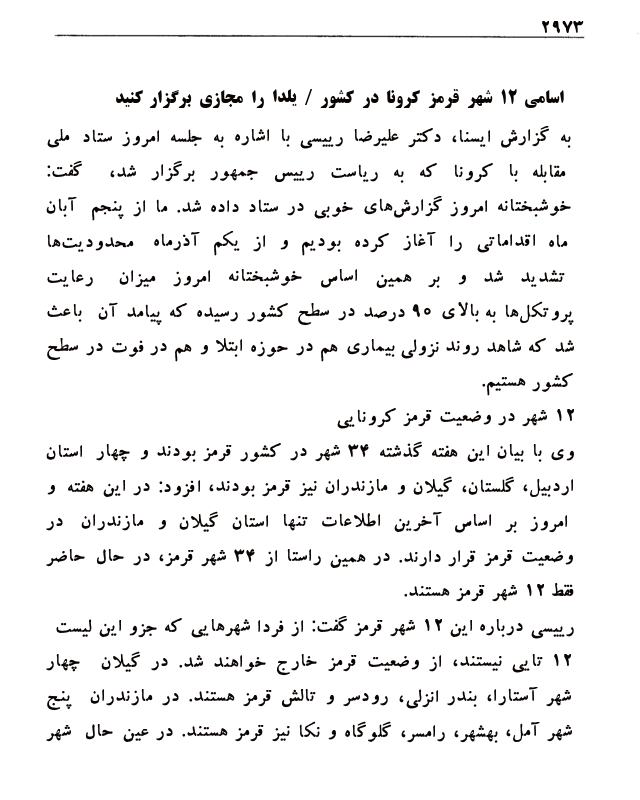 ۲۹۷۳
اسامی ۱۲ شهر قرمز کرونا در کشور / یلدا را مجازی برگزار کنید
به گزارش ایسنا، دکتر علیرضا رییسی با اشاره به جلسه امروز ستاد ملی
مقابله با کرونا که به ریاست رییس جمهور برگزار شد، گفت:
خوشبختانه امروز گزارش‌های خوبی در ستاد داده شد. ما از پنجم آبان
ماه اقداماتی را آغاز کرده بودیم و از یکم آذرماه محدودیت‌ها
تشدید شد و بر همین اساس خوشبختانه امروز میزان رعایت
پروتکل‌ها به بالای ۹۰ درصد در سطح کشور رسیده که پیامد آن باعث
شد که شاهد روند نزولی بیماری هم در حوزه ابتلا و هم در فوت در سطح
کشور هستیم.
۱۲ شهر در وضعیت قرمز کرونایی
وی با بیان این هفته گذشته ۳۴ شهر در کشور قرمز بودند و چهار استان
اردبیل، گلستان، گیلان و مازندران نیز قرمز بودند، افزود: در این هفته و
امروز بر اساس آخرین اطلاعات تنها استان گیلان و مازندران در
وضعیت قرمز قرار دارند. در همین راستا از ۳۴ شهر قرمز، در حال حاضر
فقط ۱۲ شهر قرمز هستند.
رییسی درباره این ۱۲ شهر قرمز گفت: از فردا شهرهایی که جزو این لیست
۱۲ تایی نیستند، از وضعیت قرمز خارج خواهند شد. در گیلان چهار
شهر آستارا، بندر انزلی، رودسر و تالش قرمز هستند. در مازندران پنج
شهر آمل، بهشهر، رامسر، گلوگاه و نکا نیز قرمز هستند. در عین حال شهر